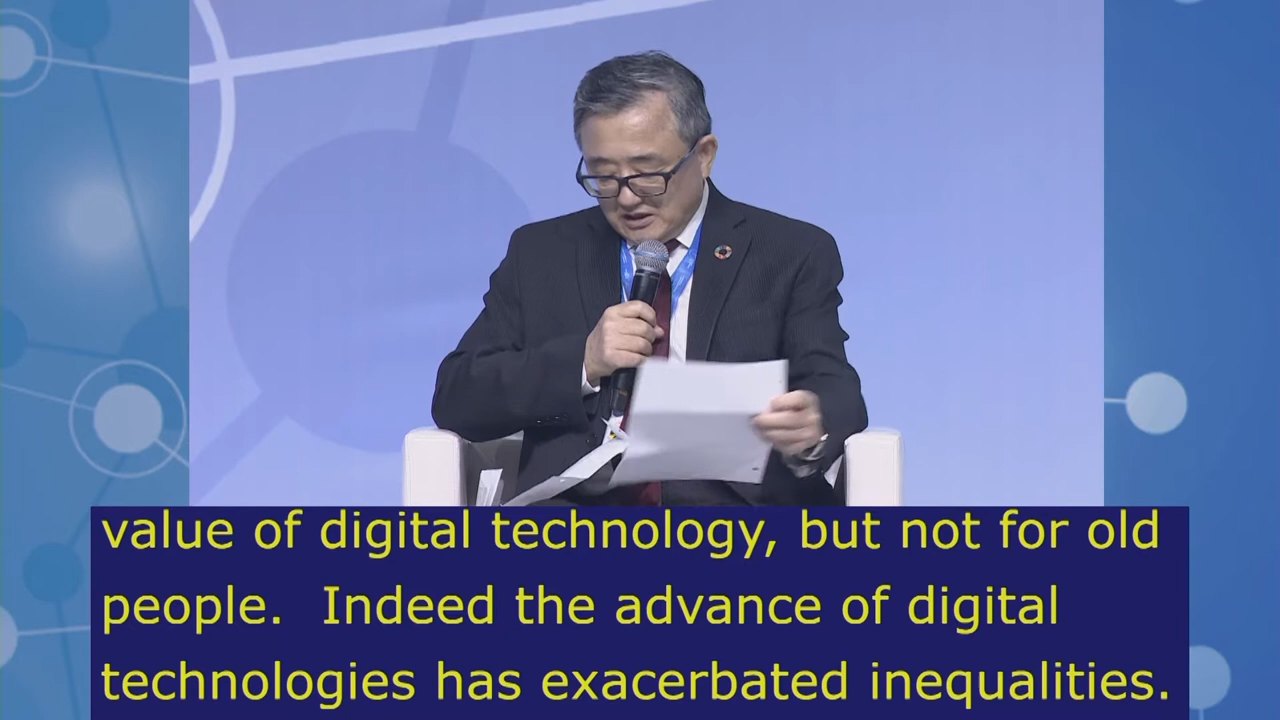 value of digital technology, but not for old
people.  Indeed the advance of digital
technologies has exacerbated inequalities.